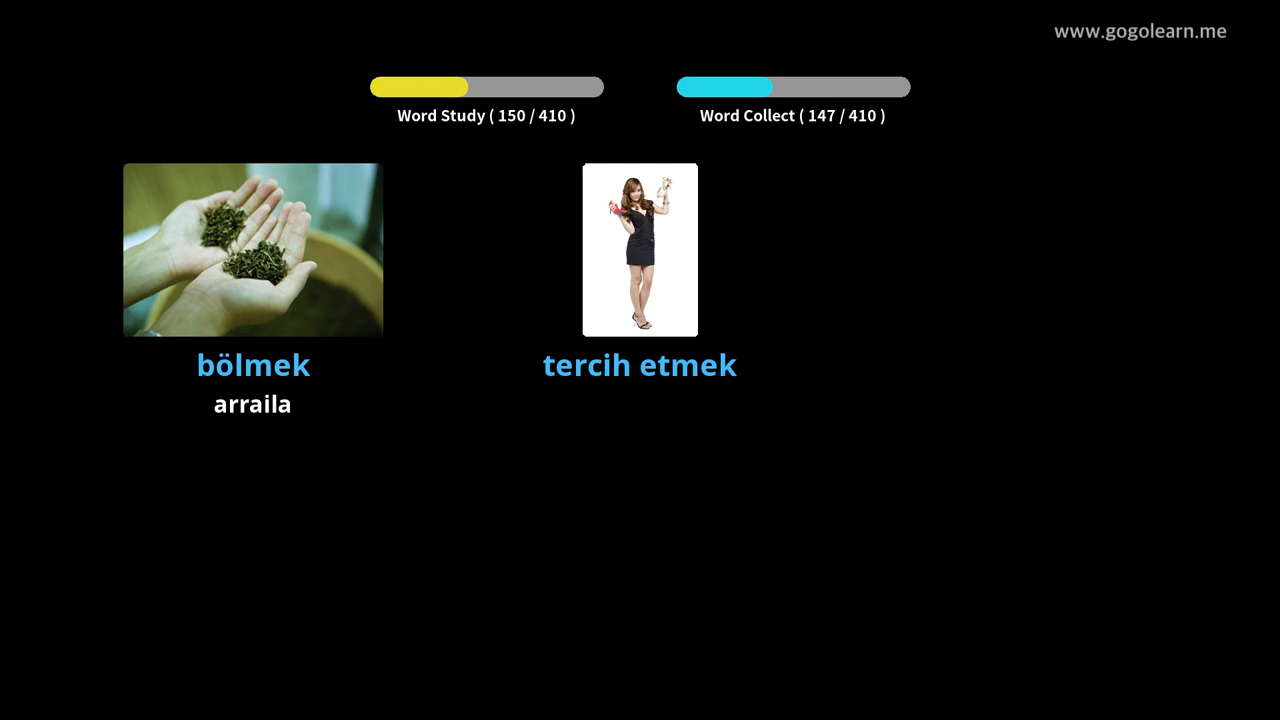 www.gogolearn.me
Word Study ( 150 / 410 )
Word Collect ( 147 / 410 )
bölmek
tercih etmek
arraila